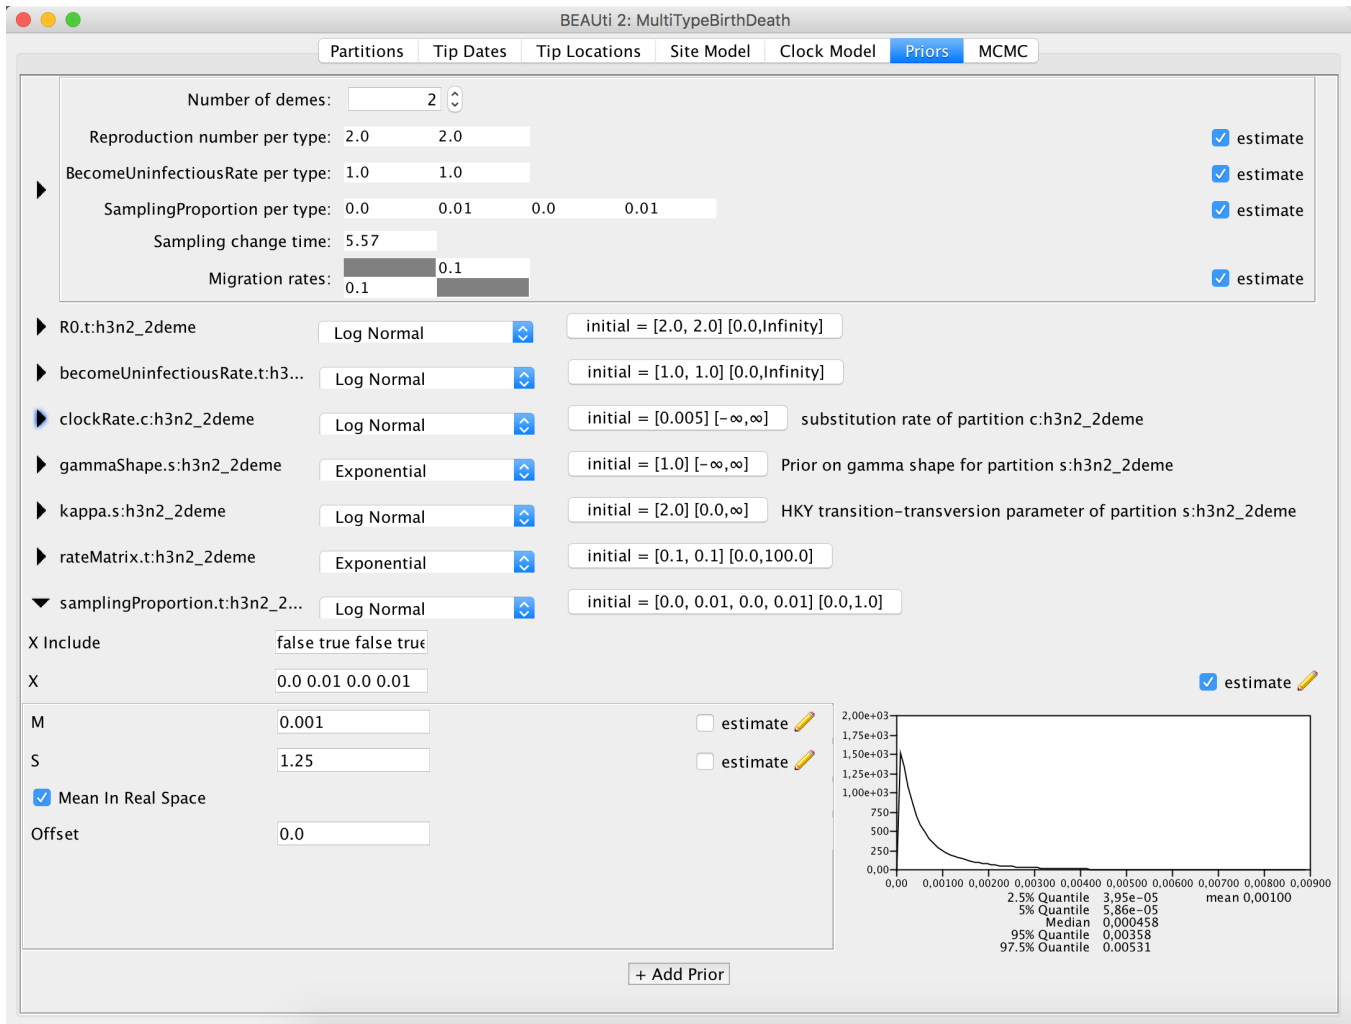 BEAUti 2: MultiTypeBirthDeath
Partitions Tip Dates Tip Locations Site Model Clock Model Priors MCMC
Number of demes: 2
Reproduction number per type: 2.0 2.0 estimate
BecomeUninfectiousRate per type: 1.0 1.0 estimate
SamplingProportion per type: 0.0 0.01 0.0 0.01 estimate
Sampling change time: 5.57
Migration rates: 0.1 0.1 estimate
R0.t:h3n2_2deme Log Normal initial = [2.0, 2.0] [0.0,Infinity]
becomeUninfectiousRate.t:h3... Log Normal initial = [1.0, 1.0] [0.0,Infinity]
clockRate.c:h3n2_2deme Log Normal initial = [0.005] [-∞,∞] substitution rate of partition c:h3n2_2deme
gammaShape.s:h3n2_2deme Exponential initial = [1.0] [-∞,∞] Prior on gamma shape for partition s:h3n2_2deme
kappa.s:h3n2_2deme Log Normal initial = [2.0] [0.0,∞] HKY transition-transversion parameter of partition s:h3n2_2deme
rateMatrix.t:h3n2_2deme Exponential initial = [0.1, 0.1] [0.0,100.0]
samplingProportion.t:h3n2_2... Log Normal initial = [0.0, 0.01, 0.0, 0.01] [0.0,1.0]
X Include false true false true
X 0.0 0.01 0.0 0.01 estimate
M 0.001 estimate
S 1.25 estimate
Mean In Real Space
Offset 0.0
2,00e+03
1,75e+03
1,50e+03
1,25e+03
1,00e+03
750
500
250
0,00
0,00 0,00100 0,00200 0,00300 0,00400 0,00500 0,00600 0,00700 0,00800 0,00900
2.5% Quantile 3,95e-05 mean 0,00100
5% Quantile 5,86e-05
Median 0,000458
95% Quantile 0,00358
97.5% Quantile 0,00531
+ Add Prior